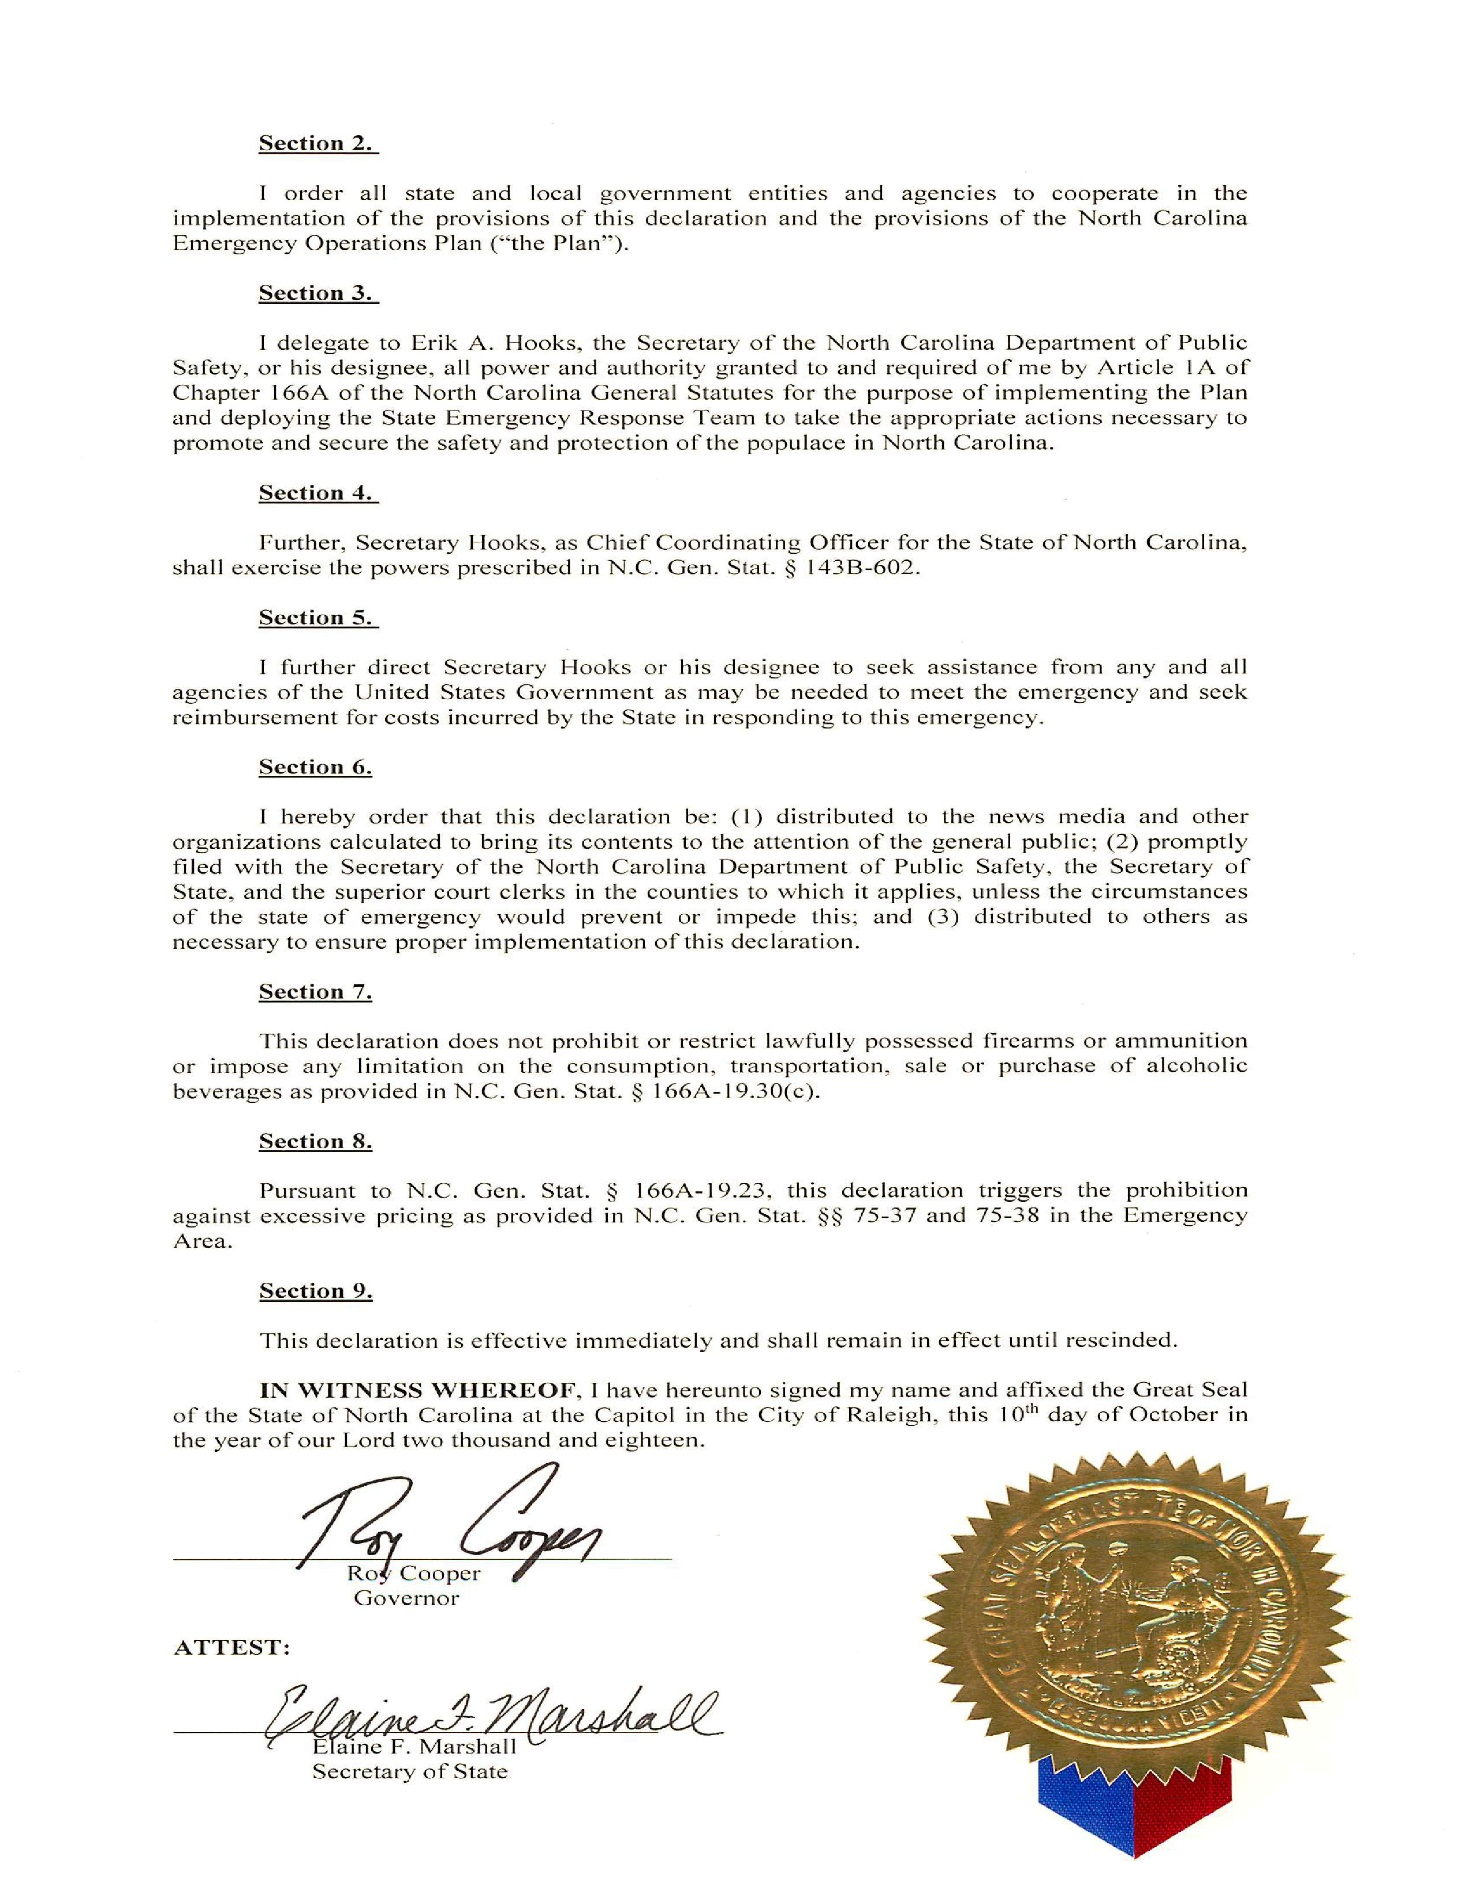 Section 2.
I order all state and local government entities and agencies to cooperate in the
implementation of the provisions of this declaration and the provisions of the North Carolina
Emergency Operations Plan (“the Plan”).
Section 3.
I delegate to Erik A. Hooks, the Secretary of the North Carolina Department of Public
Safety, or his designee, all power and authority granted to and required of me by Article 1A of
Chapter 166A of the North Carolina General Statutes for the purpose of implementing the Plan
and deploying the State Emergency Response Team to take the appropriate actions necessary to
promote and secure the safety and protection of the populace in North Carolina.
Section 4.
Further, Secretary Hooks, as Chief Coordinating Officer for the State of North Carolina,
shall exercise the powers prescribed in N.C. Gen. Stat. § 143B-602.
Section 5.
I further direct Secretary Hooks or his designee to seek assistance from any and all
agencies of the United States Government as may be needed to meet the emergency and seek
reimbursement for costs incurred by the State in responding to this emergency.
Section 6.
I hereby order that this declaration be: (1) distributed to the news media and other
organizations calculated to bring its contents to the attention of the general public; (2) promptly
filed with the Secretary of the North Carolina Department of Public Safety, the Secretary of
State, and the superior court clerks in the counties to which it applies, unless the circumstances
of the state of emergency would prevent or impede this; and (3) distributed to others as
necessary to ensure proper implementation of this declaration.
Section 7.
This declaration does not prohibit or restrict lawfully possessed firearms or ammunition
or impose any limitation on the consumption, transportation, sale or purchase of alcoholic
beverages as provided in N.C. Gen. Stat. § 166A-19.30(c).
Section 8.
Pursuant to N.C. Gen. Stat. § 166A-19.23, this declaration triggers the prohibition
against excessive pricing as provided in N.C. Gen. Stat. §§ 75-37 and 75-38 in the Emergency
Area.
Section 9.
This declaration is effective immediately and shall remain in effect until rescinded.
IN WITNESS WHEREOF, I have hereunto signed my name and affixed the Great Seal
of the State of North Carolina at the Capitol in the City of Raleigh, this 10th day of October in
the year of our Lord two thousand and eighteen.
Roy Cooper
Roy Cooper
Governor
ATTEST:
Elaine F. Marshall
Elaine F. Marshall
Secretary of State